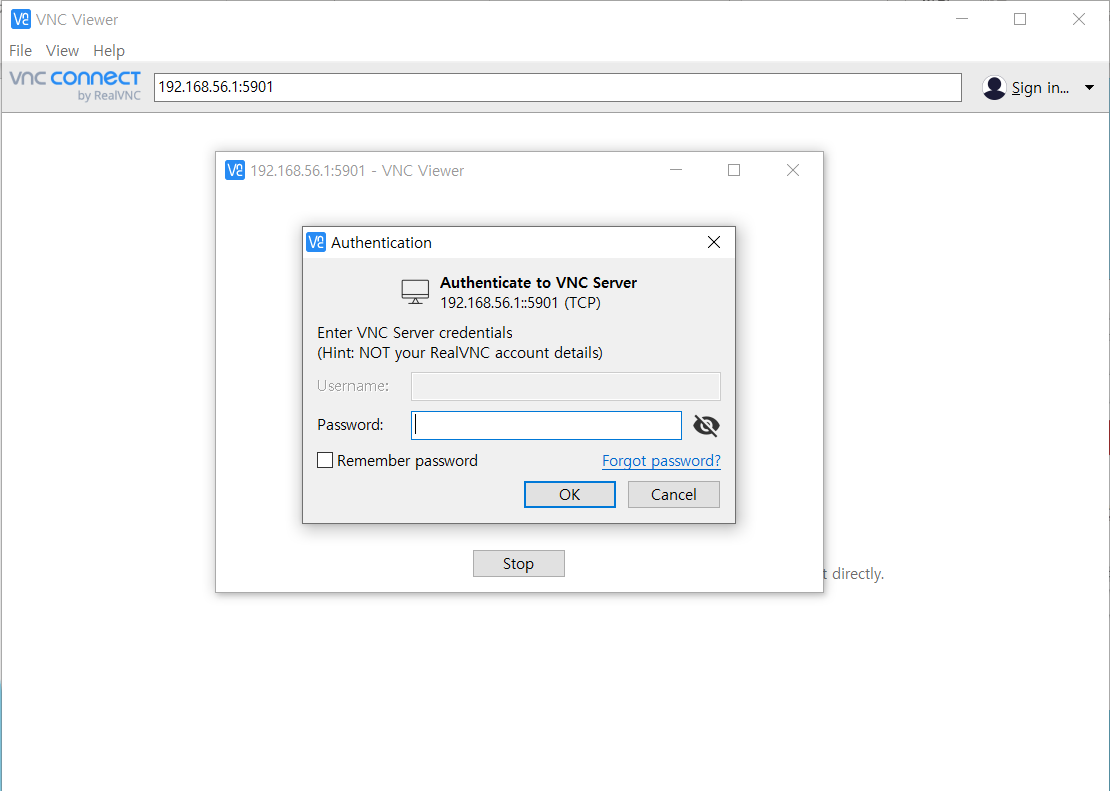 VNC Viewer
File View Help
vnc connect
by RealVNC
192.168.56.1:5901
Sign in...
192.168.56.1:5901 - VNC Viewer
Authentication
Authenticate to VNC Server
192.168.56.1::5901 (TCP)
Enter VNC Server credentials
(Hint: NOT your RealVNC account details)
Username:
Password:
Remember password
Forgot password?
OK
Cancel
Stop
t directly.